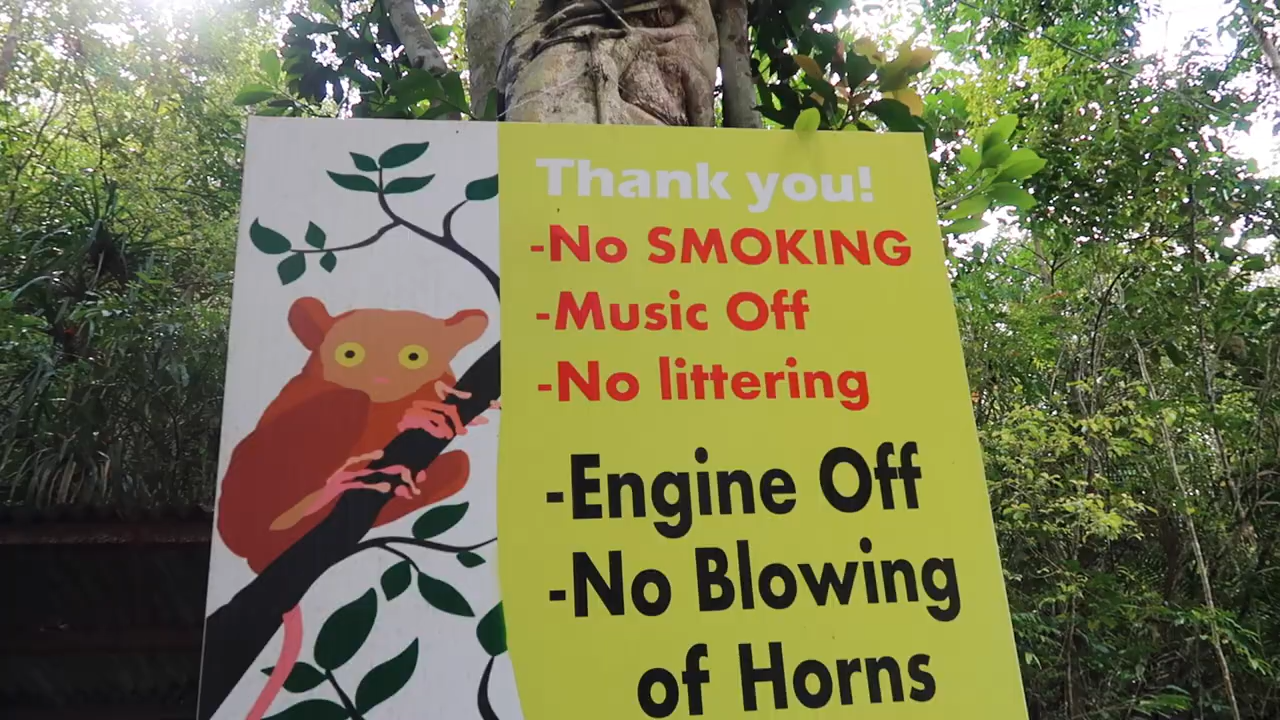 Thank you!
-No SMOKING
-Music Off
-No littering
-Engine Off
-No Blowing
of Horns